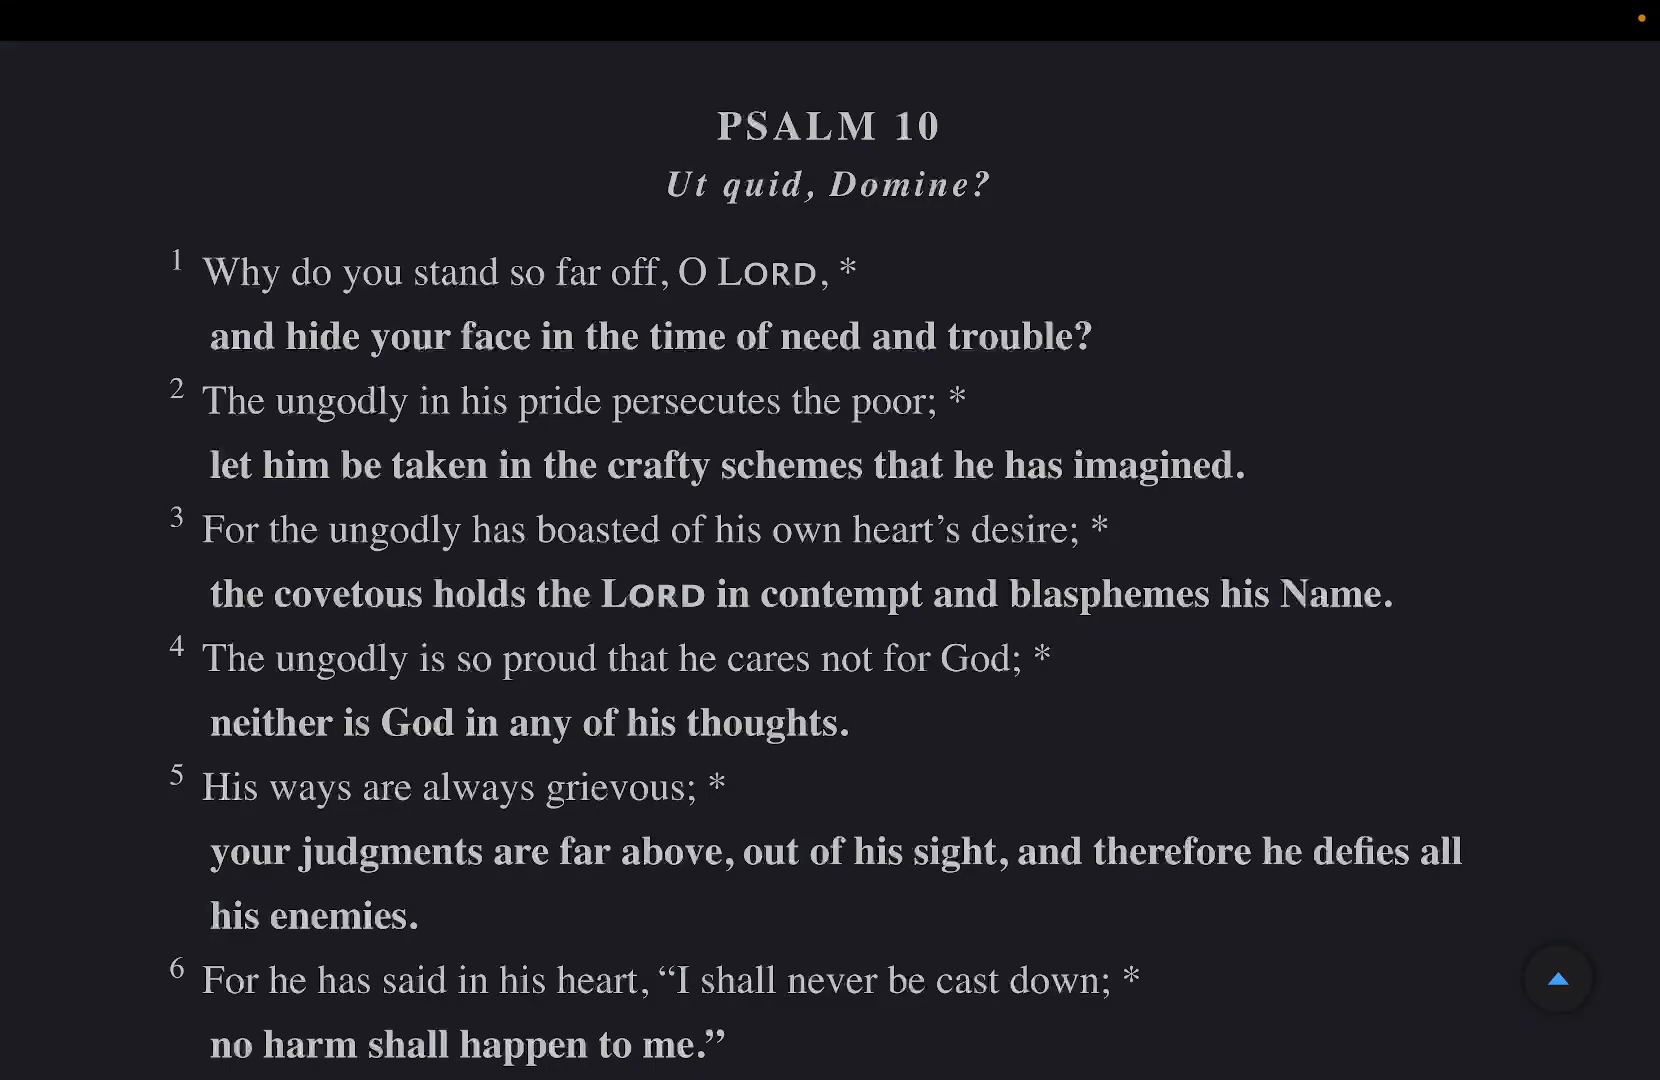 PSALM 10
Ut quid, Domine?
1 Why do you stand so far off, O LORD, *
and hide your face in the time of need and trouble?
2 The ungodly in his pride persecutes the poor; *
let him be taken in the crafty schemes that he has imagined.
3 For the ungodly has boasted of his own heart’s desire; *
the covetous holds the LORD in contempt and blasphemes his Name.
4 The ungodly is so proud that he cares not for God; *
neither is God in any of his thoughts.
5 His ways are always grievous; *
your judgments are far above, out of his sight, and therefore he defies all
his enemies.
6 For he has said in his heart, “I shall never be cast down; *
no harm shall happen to me.”